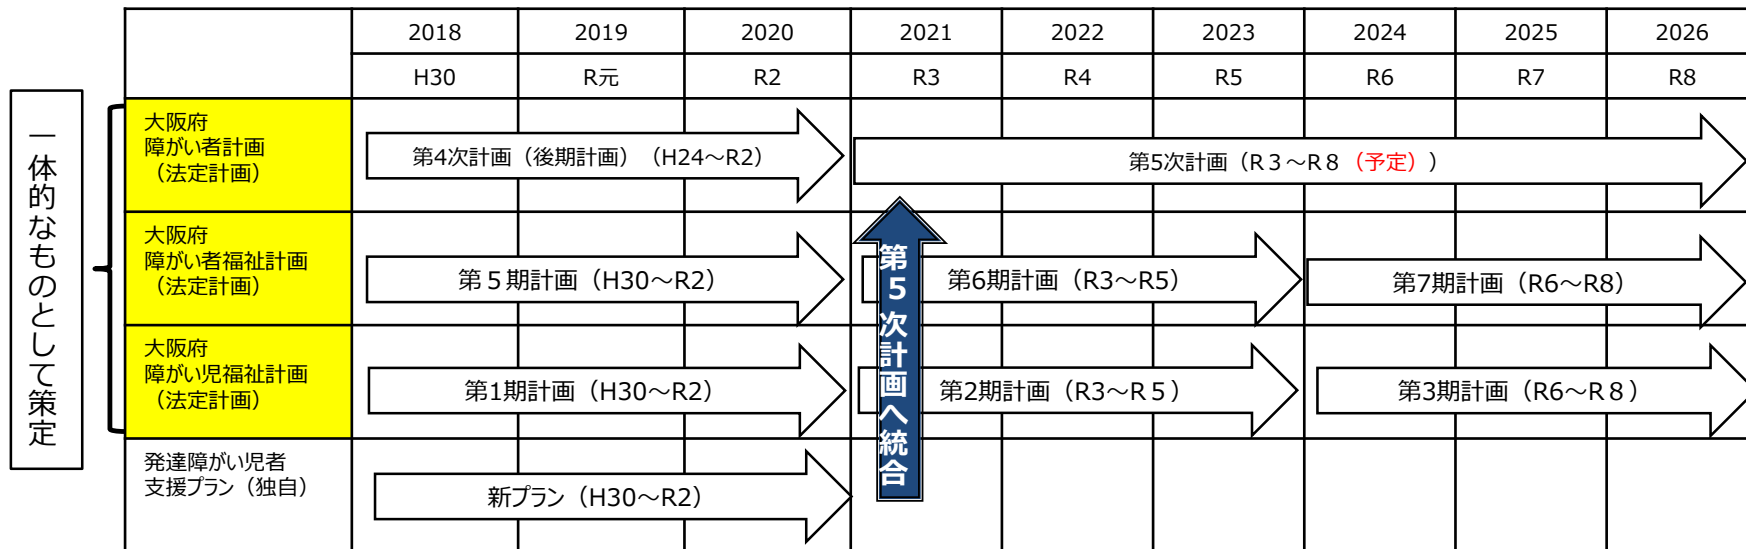 2018 2019 2020 2021 2022 2023 2024 2025 2026
H30 R元 R2 R3 R4 R5 R6 R7 R8
一体的なものとして策定
大阪府
障がい者計画
（法定計画）
第4次計画（後期計画）（H24～R2）
第5次計画（R３～R８（予定））
大阪府
障がい者福祉計画
（法定計画）
第５期計画（H30～R2）
第6期計画（R3～R5）
第7期計画（R6～R8）
大阪府
障がい児福祉計画
（法定計画）
第1期計画（H30～R2）
第2期計画（R3～R５）
第3期計画（R6～R８）
発達障がい児者
支援プラン（独自）
新プラン（H30～R2）
第５次計画へ統合